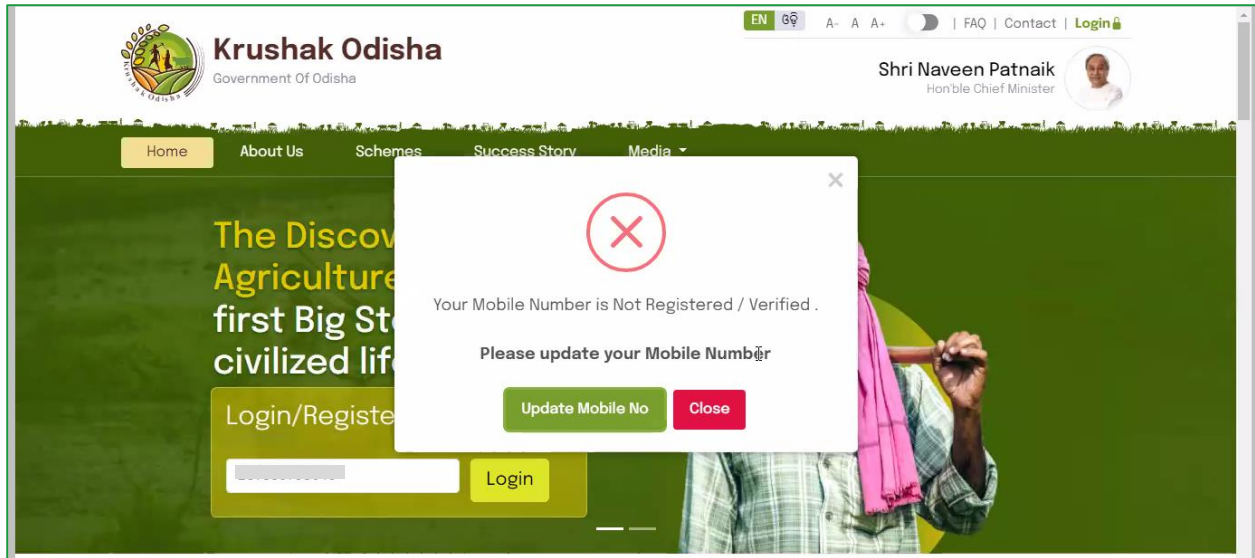 EN ଓଡ଼ି A- A A+ | FAQ | Contact | Login
Krushak Odisha
Government Of Odisha
Shri Naveen Patnaik
Hon'ble Chief Minister
Krushak Odisha
Home About Us Schemes Success Story Media
The Discov
Agriculture
first Big St
civilized lif
Your Mobile Number is Not Registered / Verified .
Please update your Mobile Number
Update Mobile No Close
Login/Registe
Login